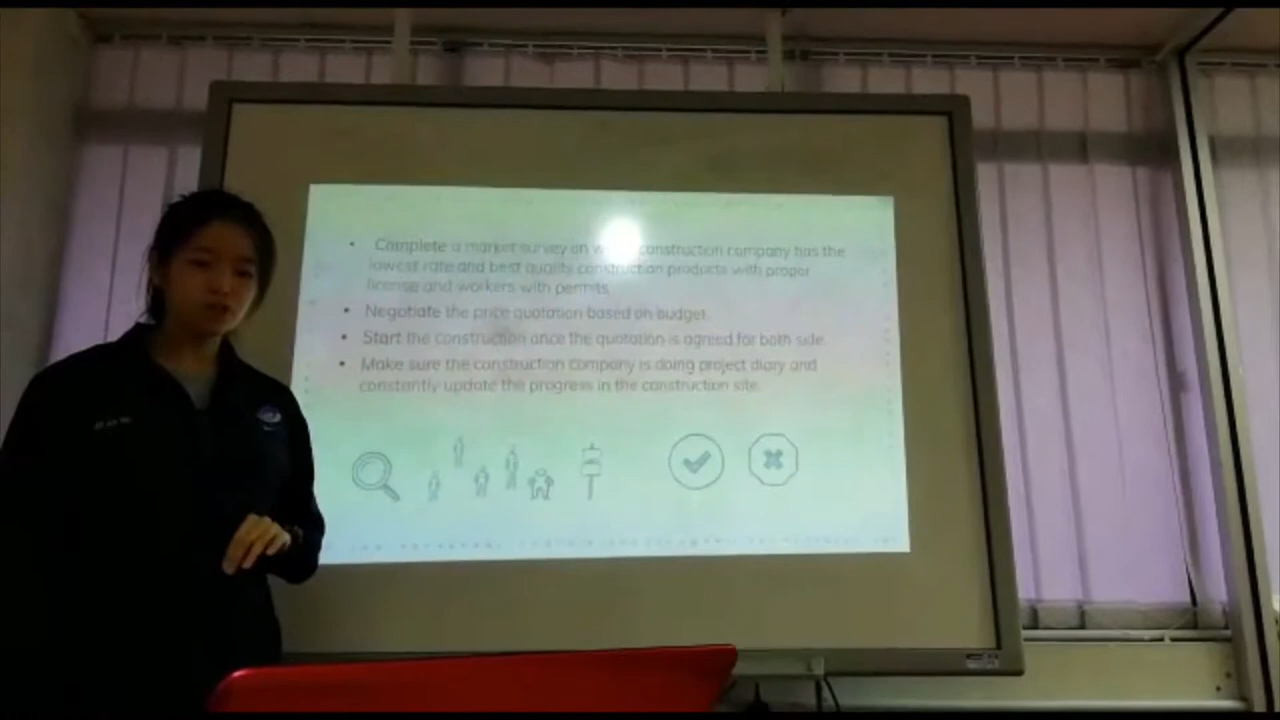 Complete a market survey on construction company has the
lowest rate and best quality construction products with proper
license and workers with permits.
Negotiate the price quotation based on budget.
Start the construction once the quotation is agreed for both side.
Make sure the construction company is doing project diary and
constantly update the progress in the construction site.